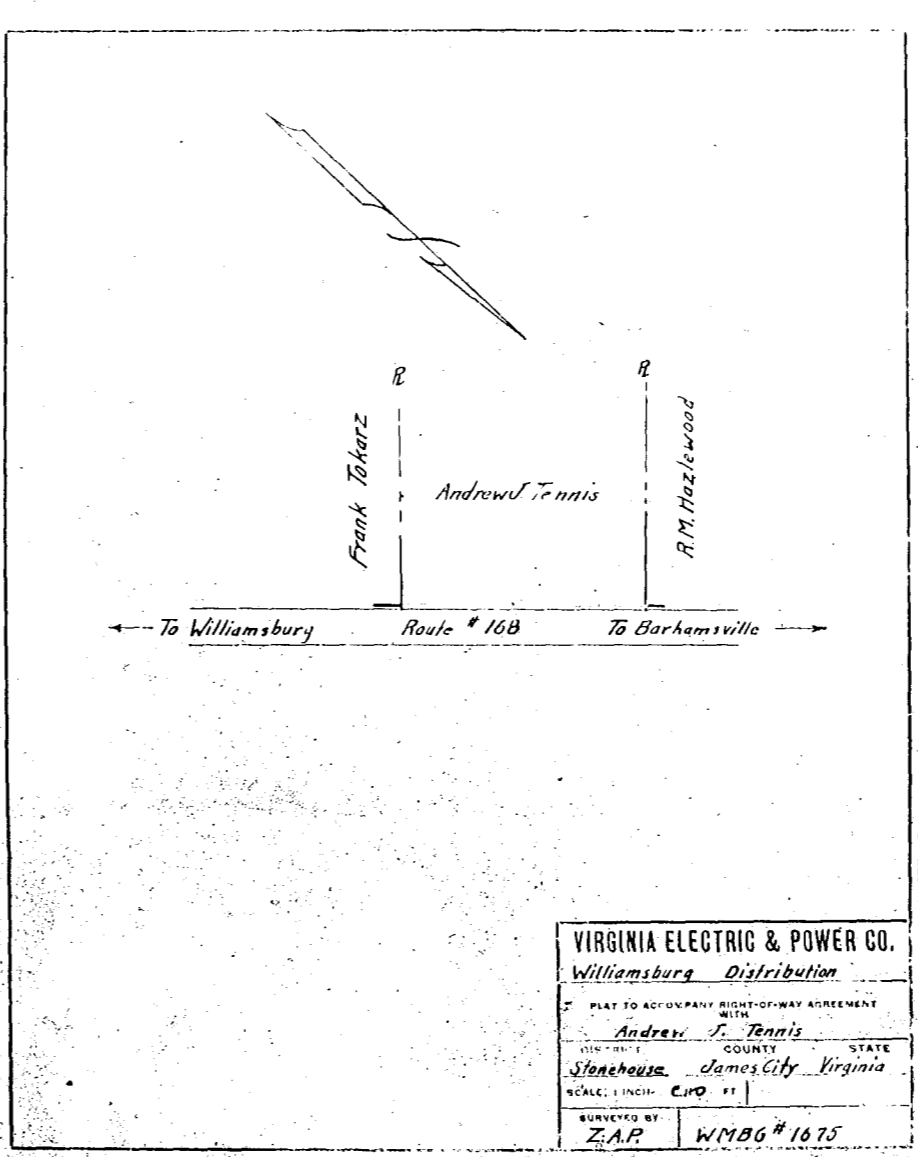 R
R
Frank Tokarz
Andrew J. Tennis
R.M. Hazlewood
To Williamsburg Route # 168 To Barhamsville
VIRGINIA ELECTRIC & POWER CO.
Williamsburg Distribution
PLAT TO ACCOMPANY RIGHT-OF-WAY AGREEMENT
WITH
Andrew J. Tennis
DISTRICT COUNTY STATE
Stonehouse James City Virginia
SCALE: 1 INCH- FT
SURVEYED BY
Z.A.P. WMBG # 1675